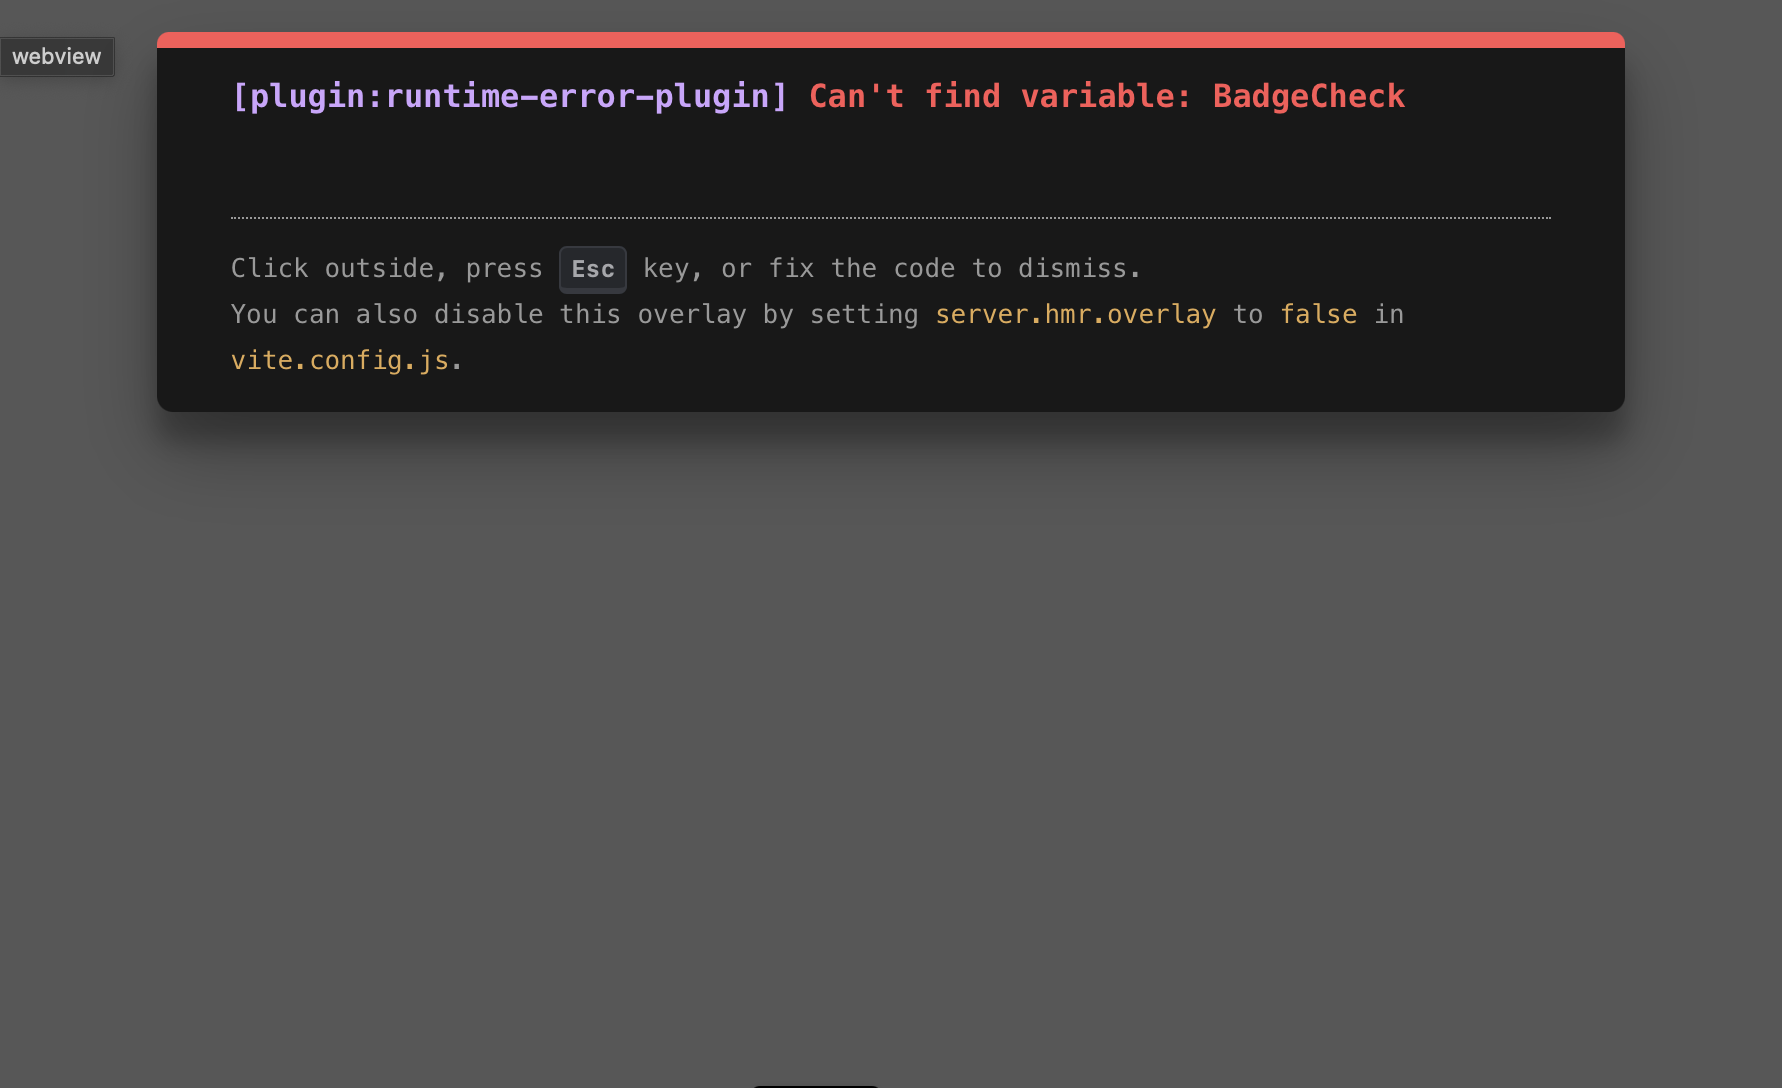 webview
[plugin:runtime-error-plugin] Can't find variable: BadgeCheck
Click outside, press Esc key, or fix the code to dismiss.
You can also disable this overlay by setting server.hmr.overlay to false in
vite.config.js.